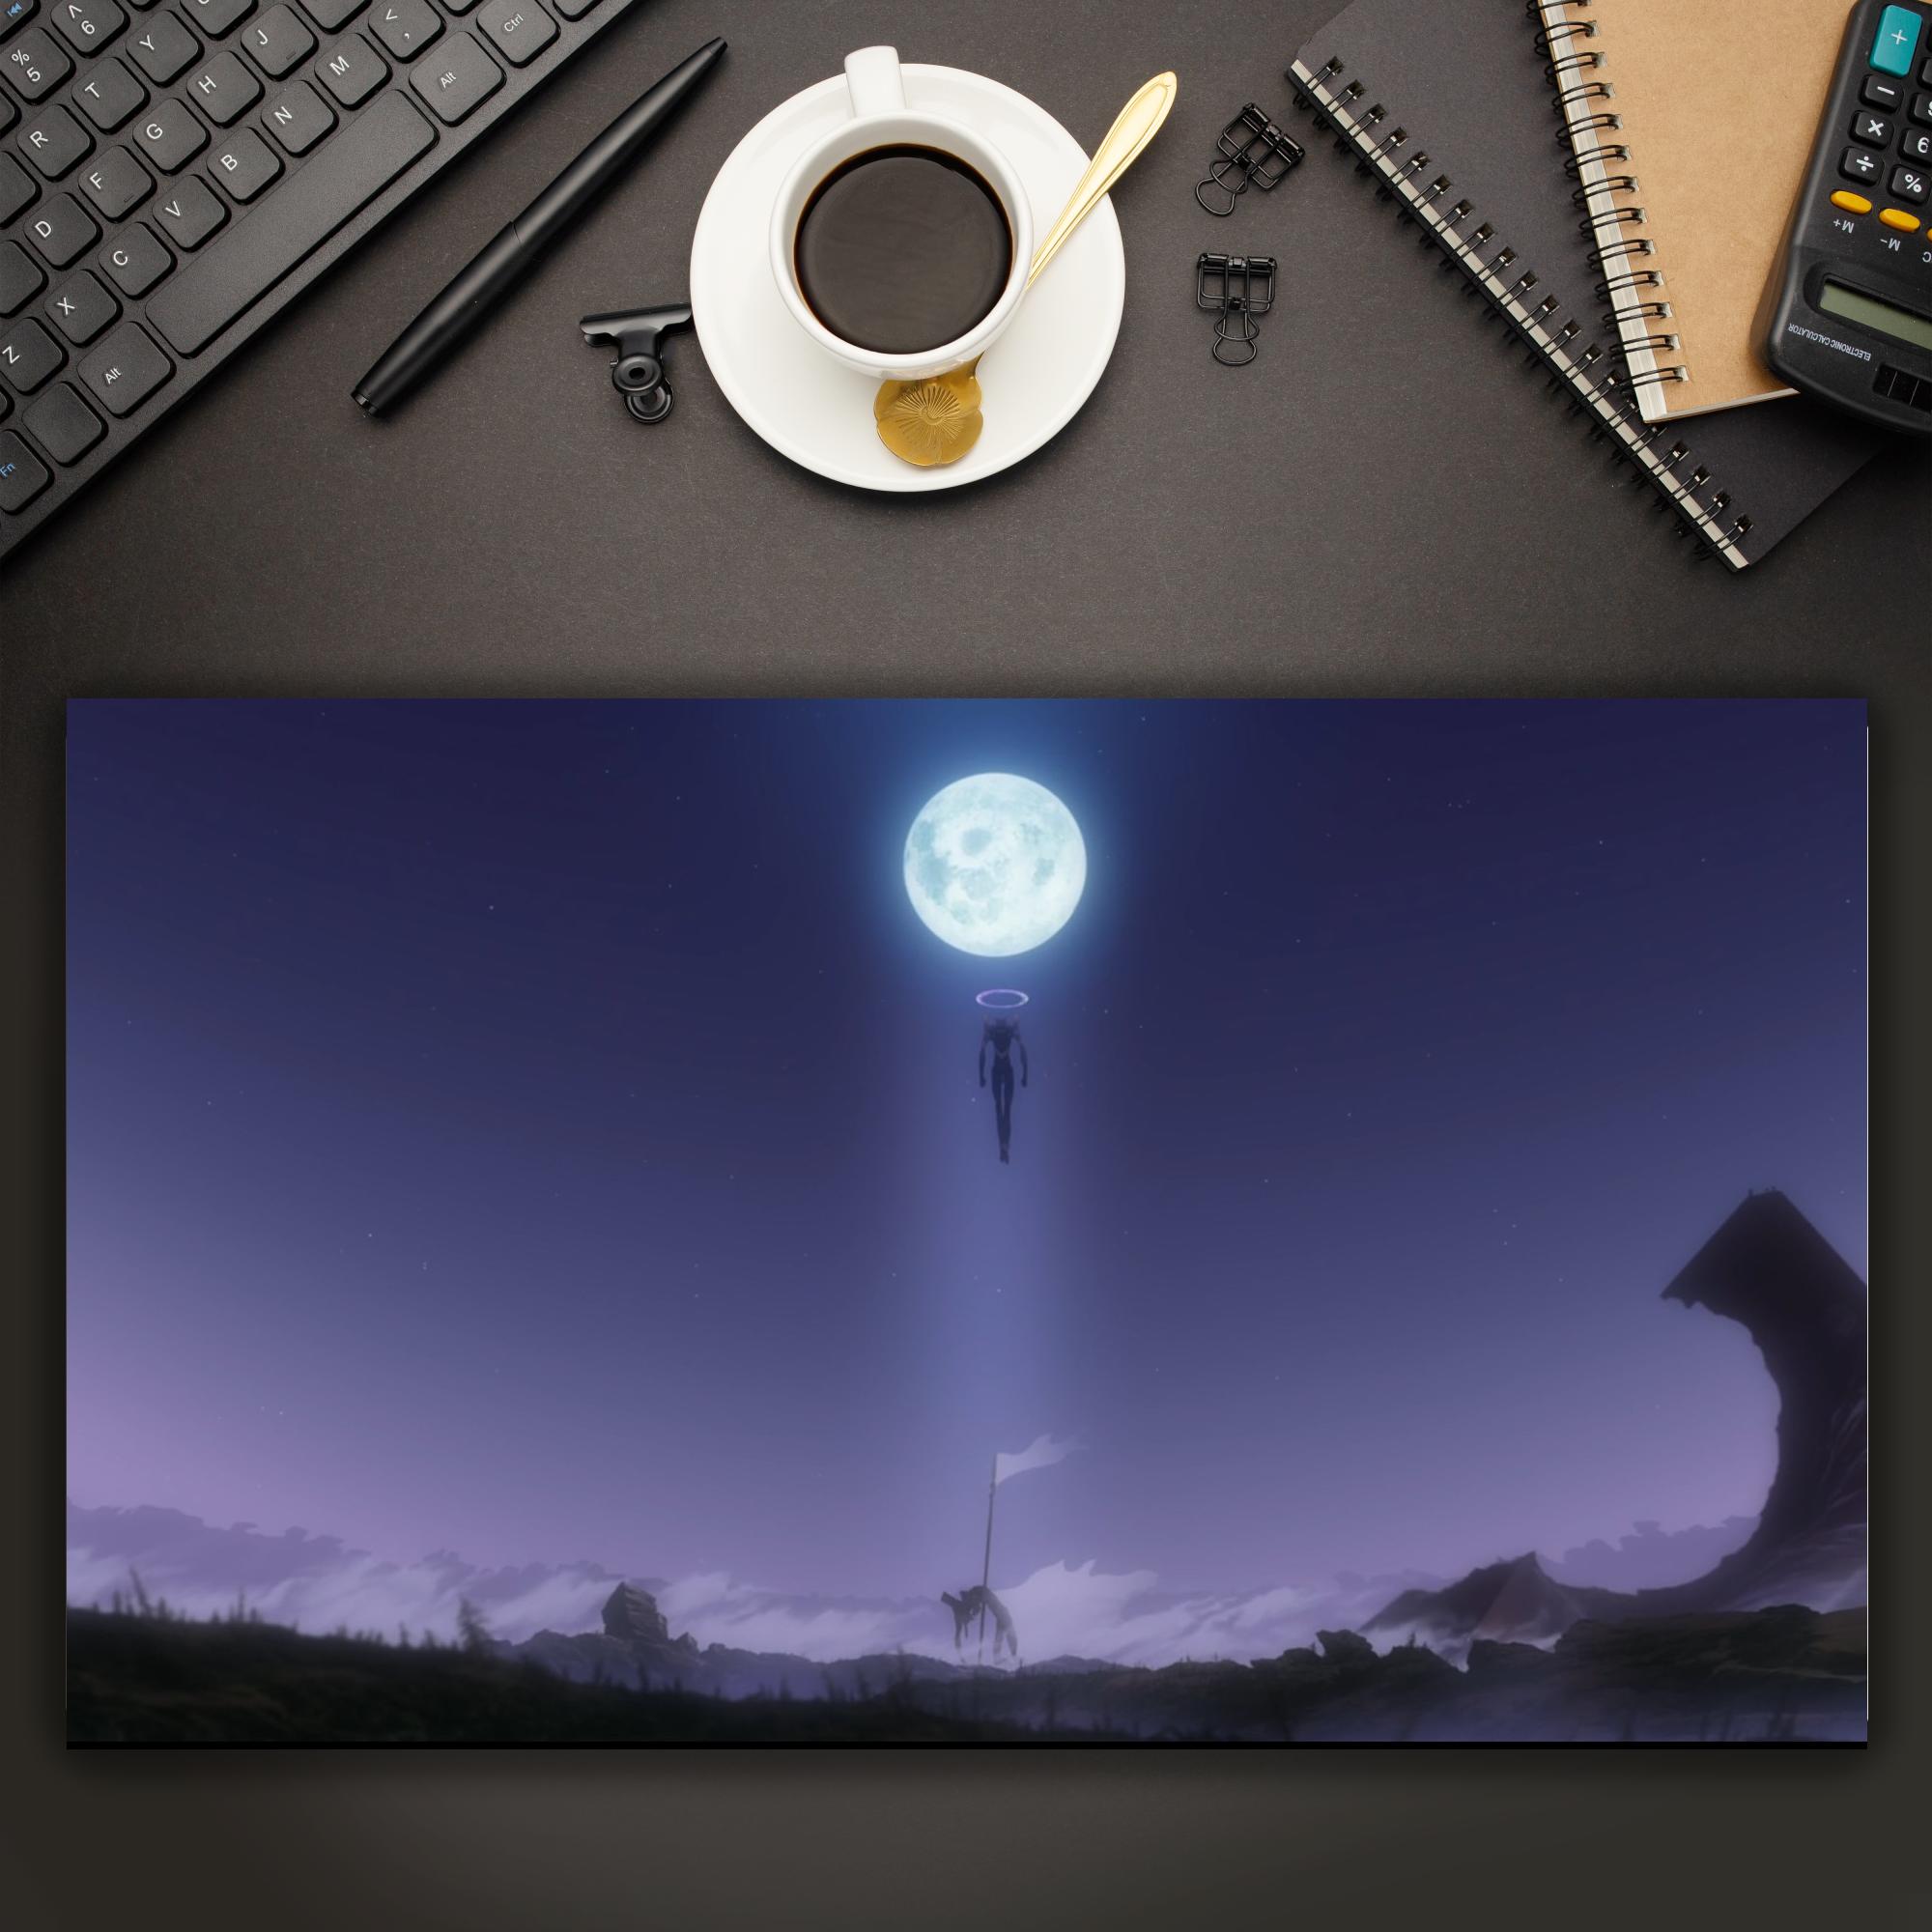 % 5
^ 6
T
Y
J
< ,
Ctrl
R
G
H
M
Alt
F
B
N
D
V
C
X
Z
Alt
Fn
+
−
×
÷
%
M+
M−
ELECTRONIC CALCULATOR